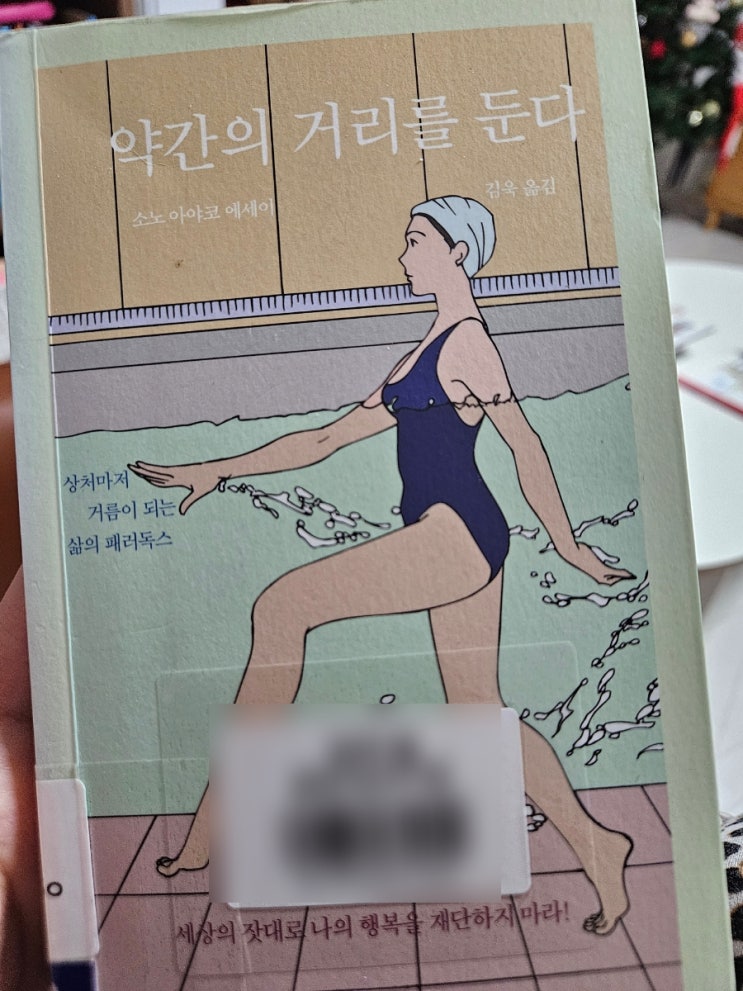 약간의 거리를 둔다
소노 아야코 에세이
김욱 옮김
상처마저
거름이 되는
삶의 패러독스
세상의 잣대로 나의 행복을 재단하지 마라!